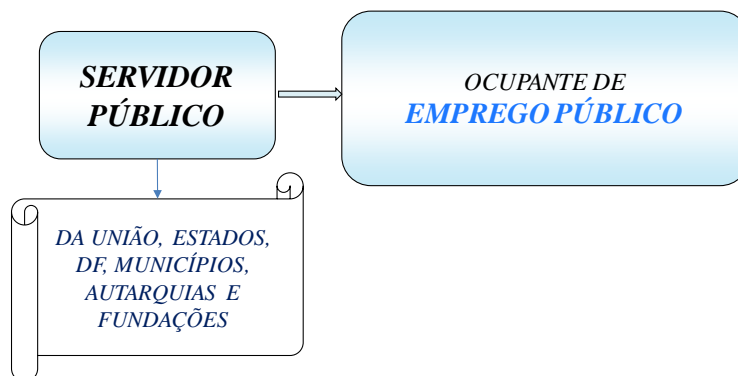 SERVIDOR
PÚBLICO
OCUPANTE DE
EMPREGO PÚBLICO
DA UNIÃO, ESTADOS,
DF, MUNICÍPIOS,
AUTARQUIAS E
FUNDAÇÕES